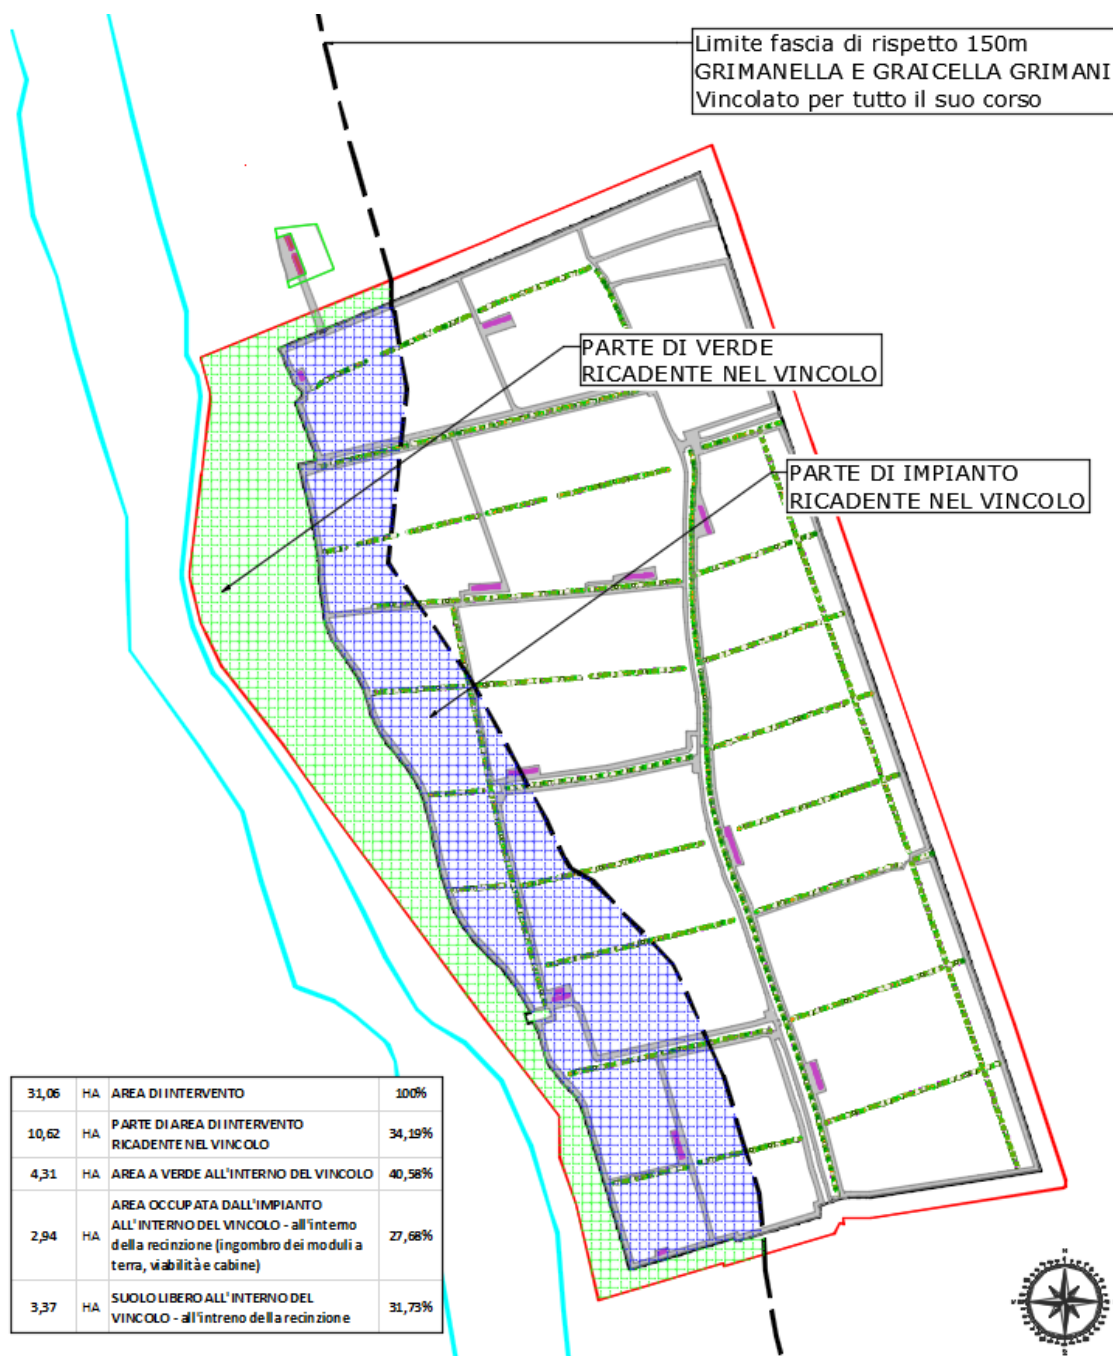 Limite fascia di rispetto 150m
GRIMANELLA E GRAICELLA GRIMANI
Vincolato per tutto il suo corso
PARTE DI VERDE
RICADENTE NEL VINCOLO
PARTE DI IMPIANTO
RICADENTE NEL VINCOLO
31,06 HA AREA DI INTERVENTO 100%
10,62 HA PARTE DI AREA DI INTERVENTO
RICADENTE NEL VINCOLO 34,19%
4,31 HA AREA A VERDE ALL'INTERNO DEL VINCOLO 40,58%
2,94 HA AREA OCCUPATA DALL'IMPIANTO
ALL'INTERNO DEL VINCOLO - all'interno
della recinzione (ingombro dei moduli a
terra, viabilità e cabine) 27,68%
3,37 HA SUOLO LIBERO ALL'INTERNO DEL
VINCOLO - all'intreno della recinzione 31,73%